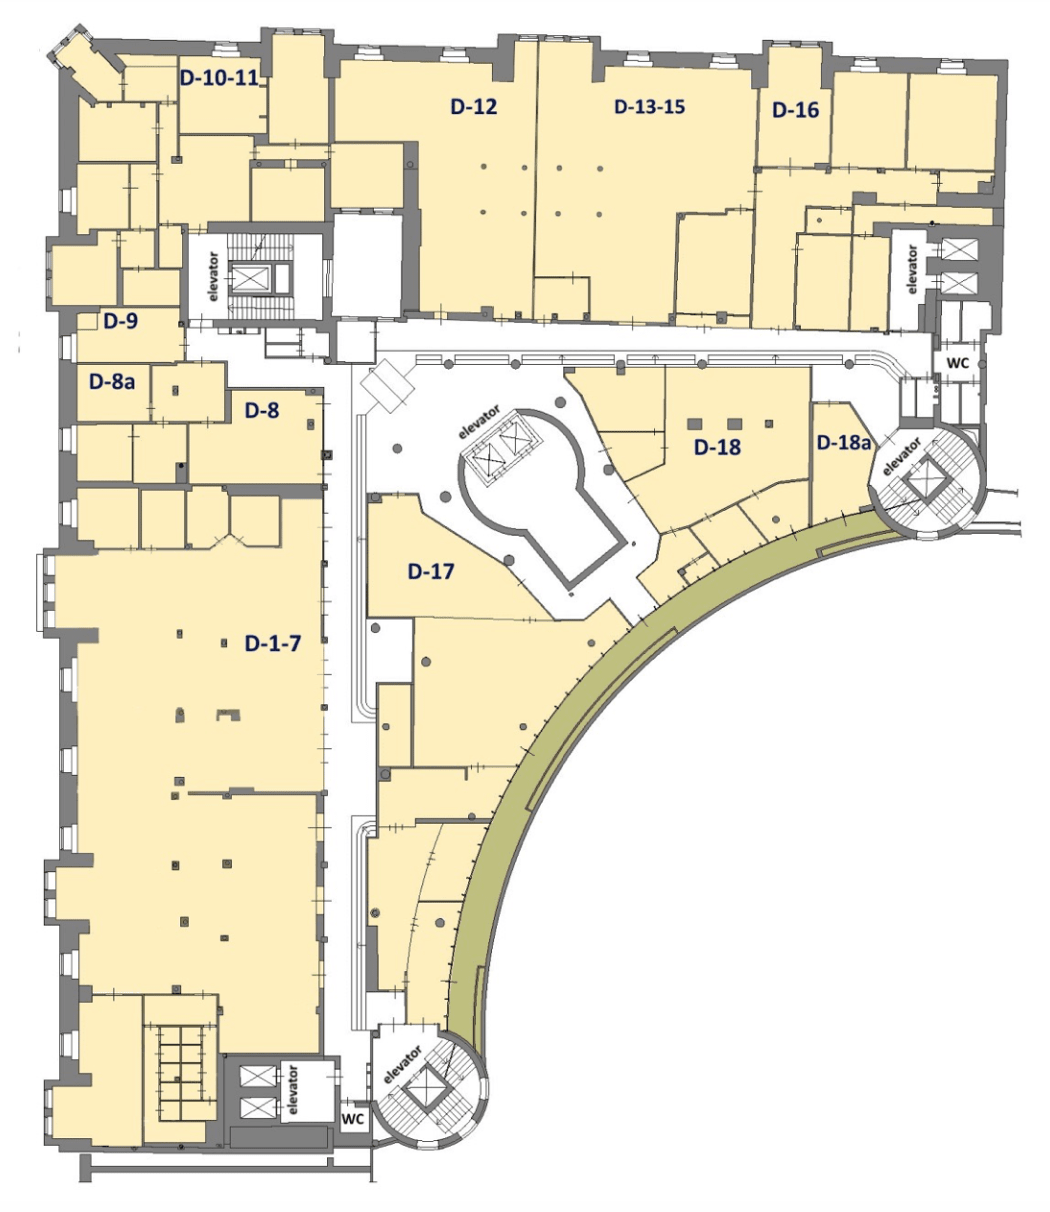 D-10-11
D-12
D-13-15
D-16
elevator
elevator
D-9
WC
D-8a
D-8
elevator
D-18
D-18a
elevator
D-17
D-1-7
elevator
elevator
WC